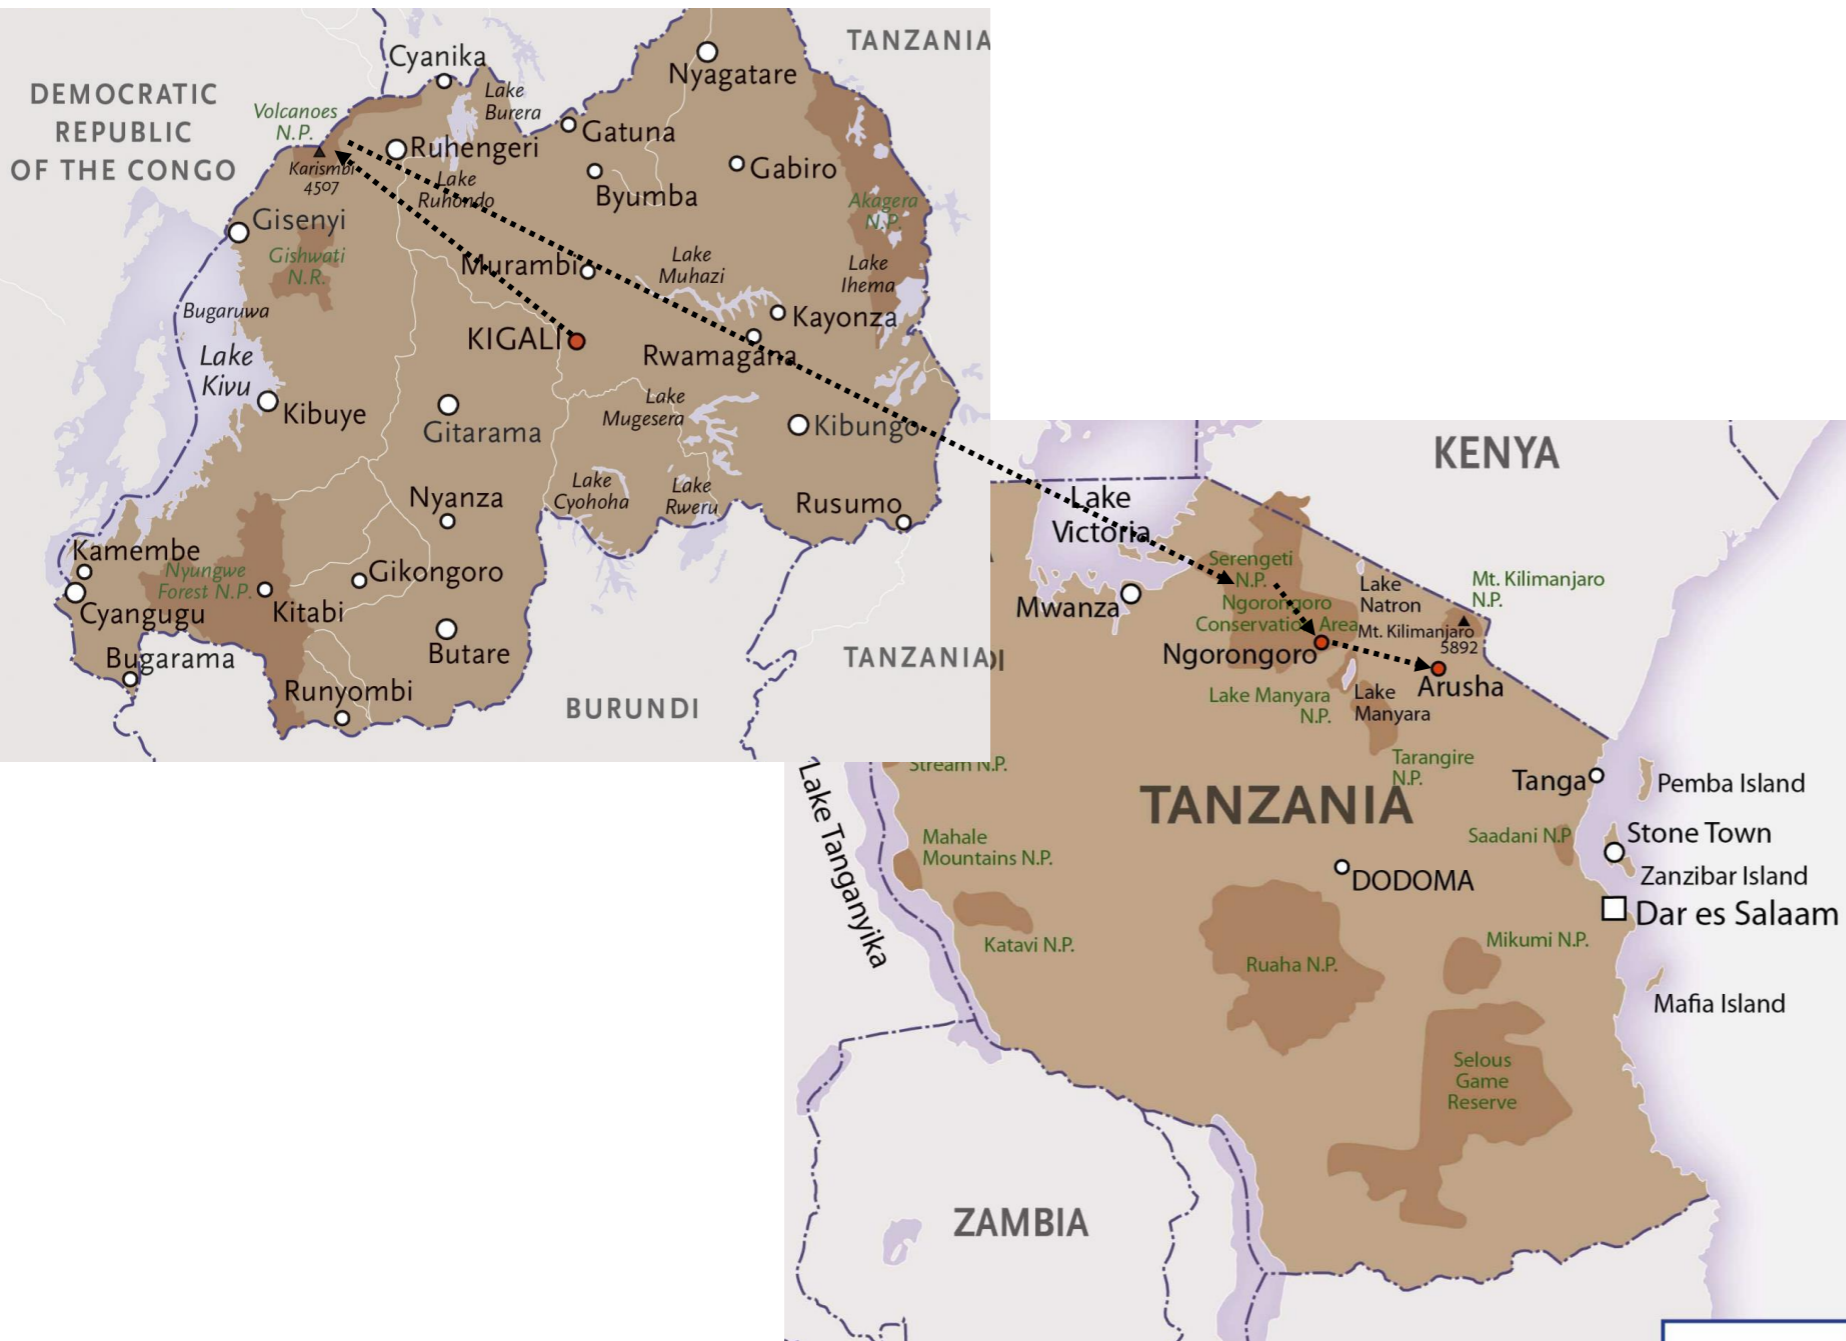 TANZANIA
Cyanika
Nyagatare
DEMOCRATIC
REPUBLIC
OF THE CONGO
Lake
Burera
Volcanoes
N.P.
Gatuna
Ruhengeri
Gabiro
Karismbi
4507
Lake
Ruhondo
Byumba
Akagera
N.P.
Gisenyi
Gishwati
N.R.
Murambi
Lake
Muhazi
Lake
Ihema
Bugaruwa
Kayonza
KIGALI
Rwamagana
Lake
Kivu
Kibuye
Gitarama
Lake
Mugesera
Kibungo
Nyanza
Lake
Cyohoha
Lake
Rweru
Rusumo
Kamembe
Nyungwe
Forest N.P.
Gikongoro
Cyangugu
Kitabi
Butare
Bugarama
Runyombi
BURUNDI
TANZANIA
KENYA
Lake
Victoria
Serengeti
N.P.
Mwanza
Ngorongoro
Conservation Area
Lake
Natron
Mt. Kilimanjaro
N.P.
Mt. Kilimanjaro
5892
Ngorongoro
Arusha
Lake Manyara
N.P.
Lake
Manyara
Tarangire
N.P.
Stream N.P.
Lake Tanganyika
TANZANIA
Tanga
Pemba Island
Mahale
Mountains N.P.
Saadani N.P
Stone Town
DODOMA
Zanzibar Island
Dar es Salaam
Katavi N.P.
Ruaha N.P.
Mikumi N.P.
Mafia Island
Selous
Game
Reserve
ZAMBIA